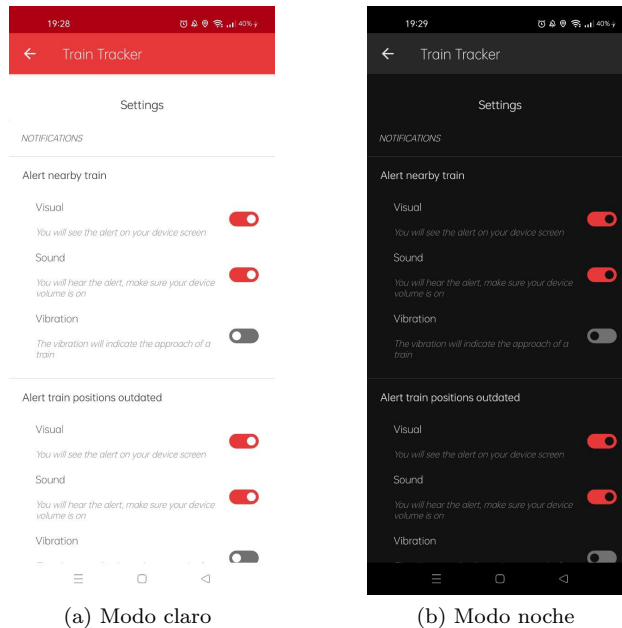 19:28
40%
Train Tracker
Settings
NOTIFICATIONS
Alert nearby train
Visual
You will see the alert on your device screen
Sound
You will hear the alert, make sure your device
volume is on
Vibration
The vibration will indicate the approach of a
train
Alert train positions outdated
Visual
You will see the alert on your device screen
Sound
You will hear the alert, make sure your device
volume is on
Vibration
(a) Modo claro
19:29
40%
Train Tracker
Settings
NOTIFICATIONS
Alert nearby train
Visual
You will see the alert on your device screen
Sound
You will hear the alert, make sure your device
volume is on
Vibration
The vibration will indicate the approach of a
train
Alert train positions outdated
Visual
You will see the alert on your device screen
Sound
You will hear the alert, make sure your device
volume is on
Vibration
(b) Modo noche